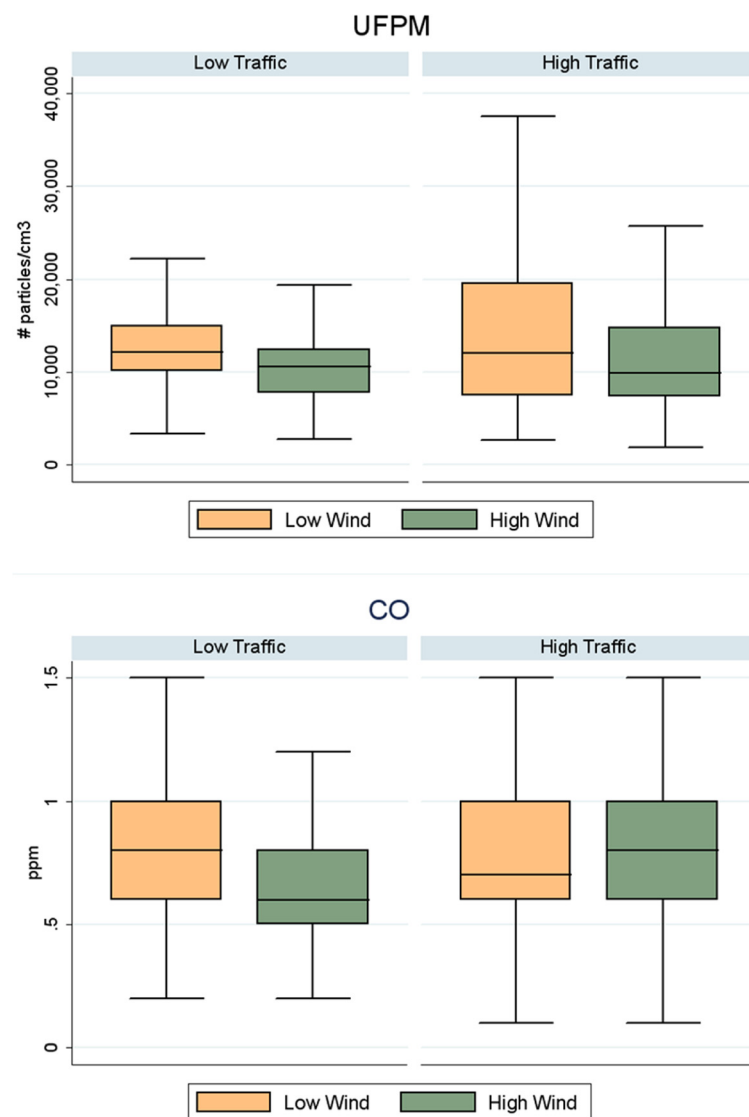 UFPM
Low Traffic High Traffic
40,000
30,000
20,000
10,000
0
# particles/cm3
Low Wind High Wind
CO
Low Traffic High Traffic
1.5
1
.5
0
ppm
Low Wind High Wind